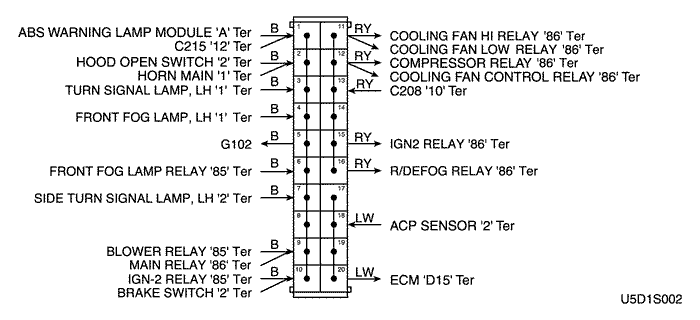 ABS WARNING LAMP MODULE 'A' Ter B 1 11 RY COOLING FAN HI RELAY '86' Ter
C215 '12' Ter COOLING FAN LOW RELAY '86' Ter
HOOD OPEN SWITCH '2' Ter B 2 12 RY COMPRESSOR RELAY '86' Ter
HORN MAIN '1' Ter COOLING FAN CONTROL RELAY '86' Ter
TURN SIGNAL LAMP, LH '1' Ter B 3 13 RY C208 '10' Ter
FRONT FOG LAMP, LH '1' Ter B 4 14
G102 B 5 15 RY IGN2 RELAY '86' Ter
FRONT FOG LAMP RELAY '85' Ter B 6 16 RY R/DEFOG RELAY '86' Ter
SIDE TURN SIGNAL LAMP, LH '2' Ter B 7 17
8 18 LW ACP SENSOR '2' Ter
BLOWER RELAY '85' Ter B 9 19
MAIN RELAY '86' Ter
IGN-2 RELAY '85' Ter B 10 20 LW ECM 'D15' Ter
BRAKE SWITCH '2' Ter
U5D1S002